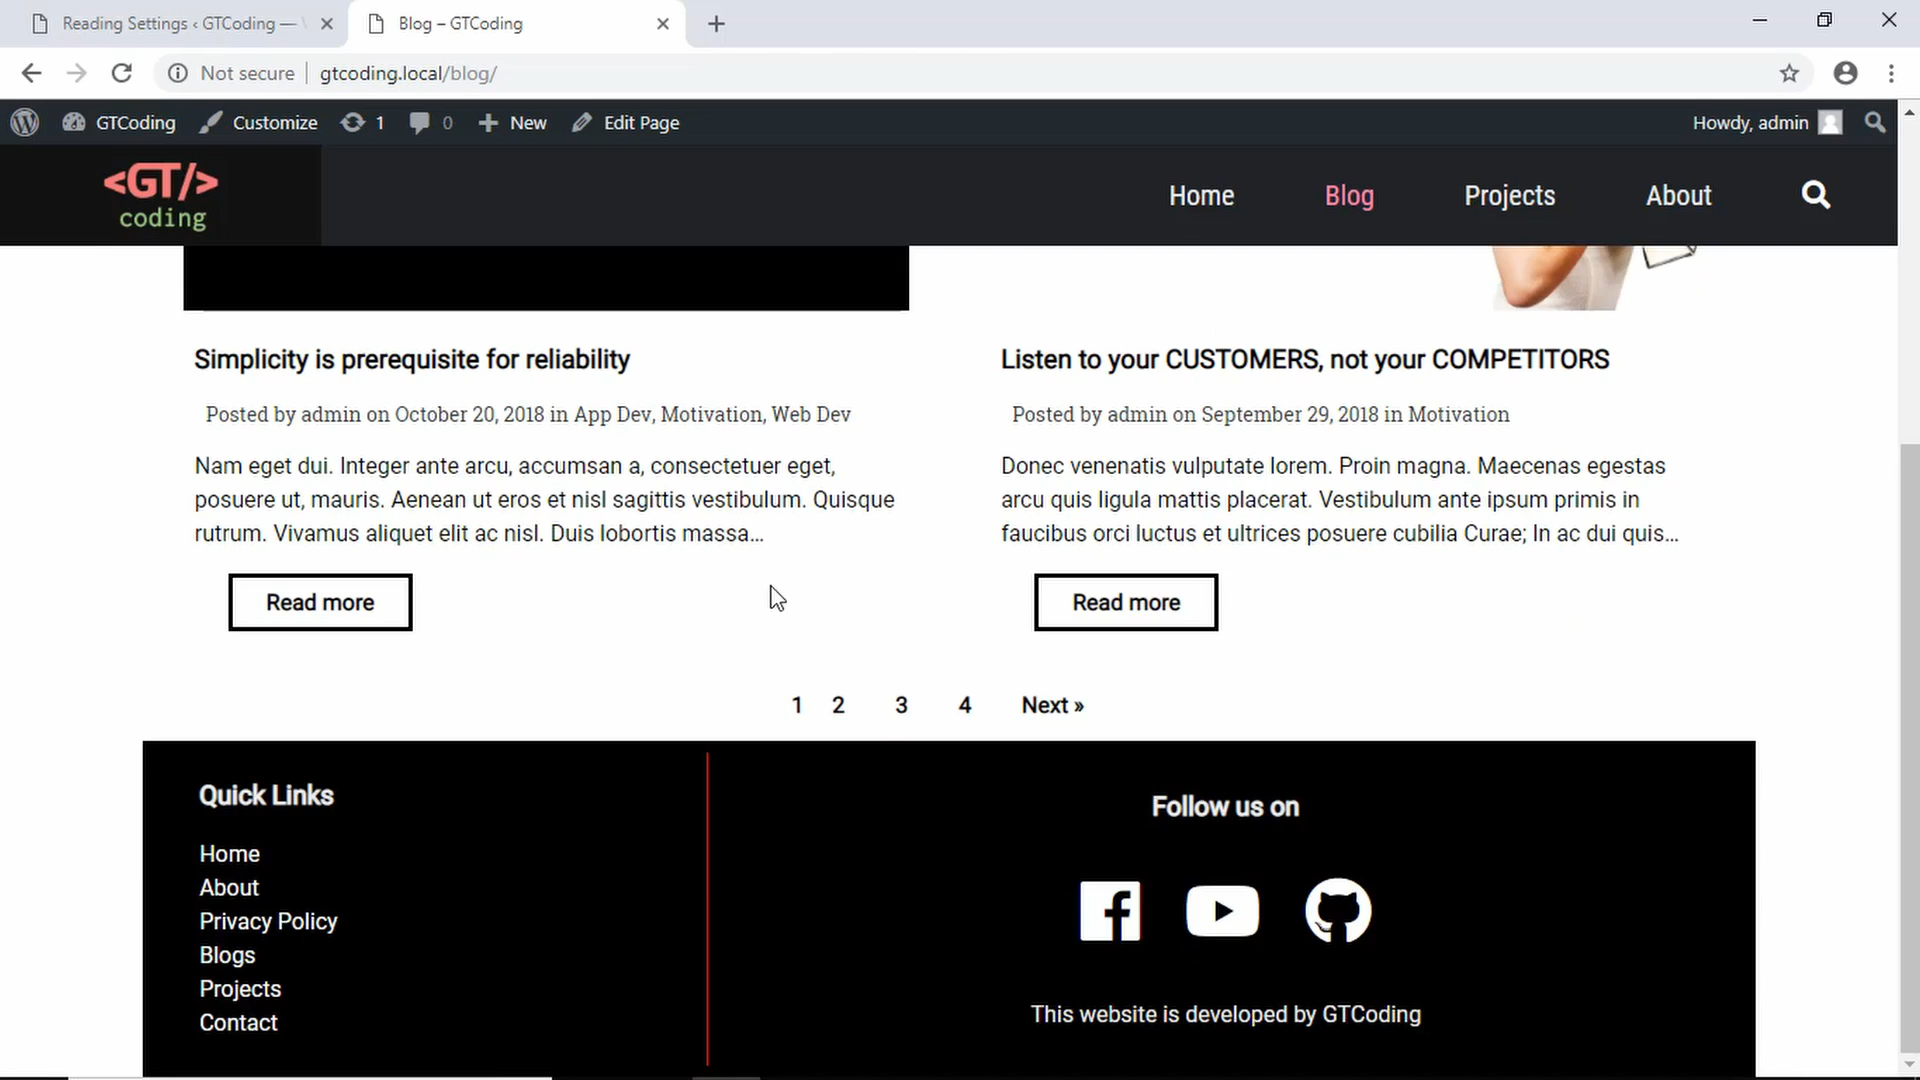 Reading Settings ‹ GTCoding —
Blog – GTCoding
Not secure
gtcoding.local/blog/
GTCoding
Customize
1
0
New
Edit Page
Howdy, admin
<GT/>
coding
Home
Blog
Projects
About
Simplicity is prerequisite for reliability
Posted by admin on October 20, 2018 in App Dev, Motivation, Web Dev
Nam eget dui. Integer ante arcu, accumsan a, consectetuer eget,
posuere ut, mauris. Aenean ut eros et nisl sagittis vestibulum. Quisque
rutrum. Vivamus aliquet elit ac nisl. Duis lobortis massa...
Read more
Listen to your CUSTOMERS, not your COMPETITORS
Posted by admin on September 29, 2018 in Motivation
Donec venenatis vulputate lorem. Proin magna. Maecenas egestas
arcu quis ligula mattis placerat. Vestibulum ante ipsum primis in
faucibus orci luctus et ultrices posuere cubilia Curae; In ac dui quis...
Read more
1 2 3 4 Next »
Quick Links
Home
About
Privacy Policy
Blogs
Projects
Contact
Follow us on
This website is developed by GTCoding